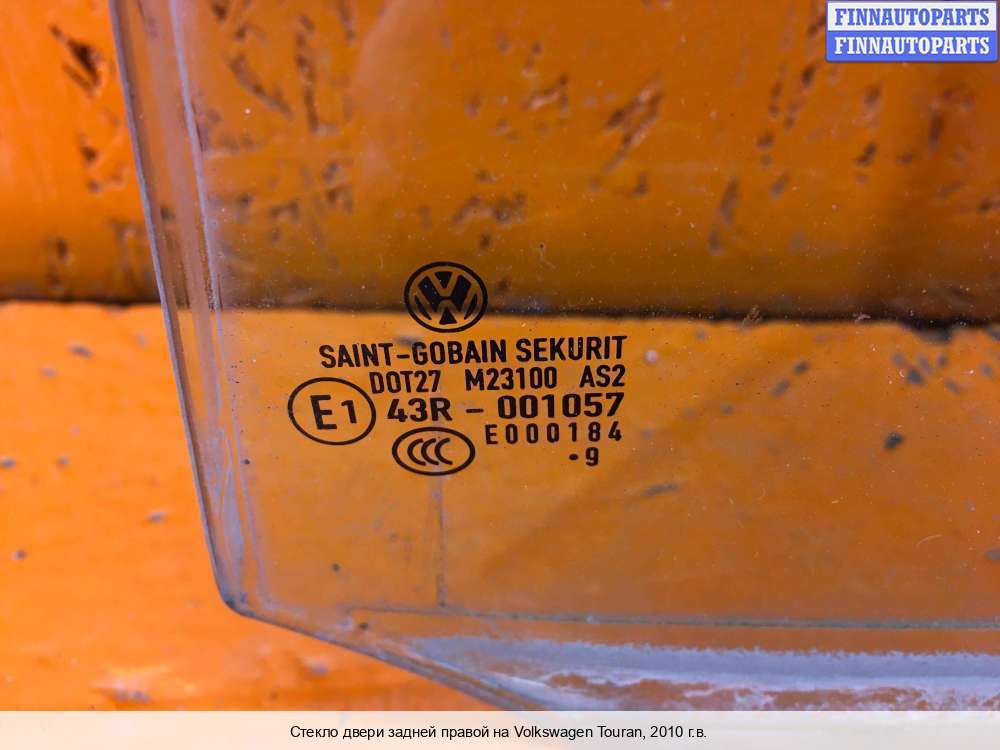 FINNAUTOPARTS
FINNAUTOPARTS
SAINT-GOBAIN SEKURIT
DOT27 M23100 AS2
E1 43R - 001057
CCC E000184
•9
Стекло двери задней правой на Volkswagen Touran, 2010 г.в.